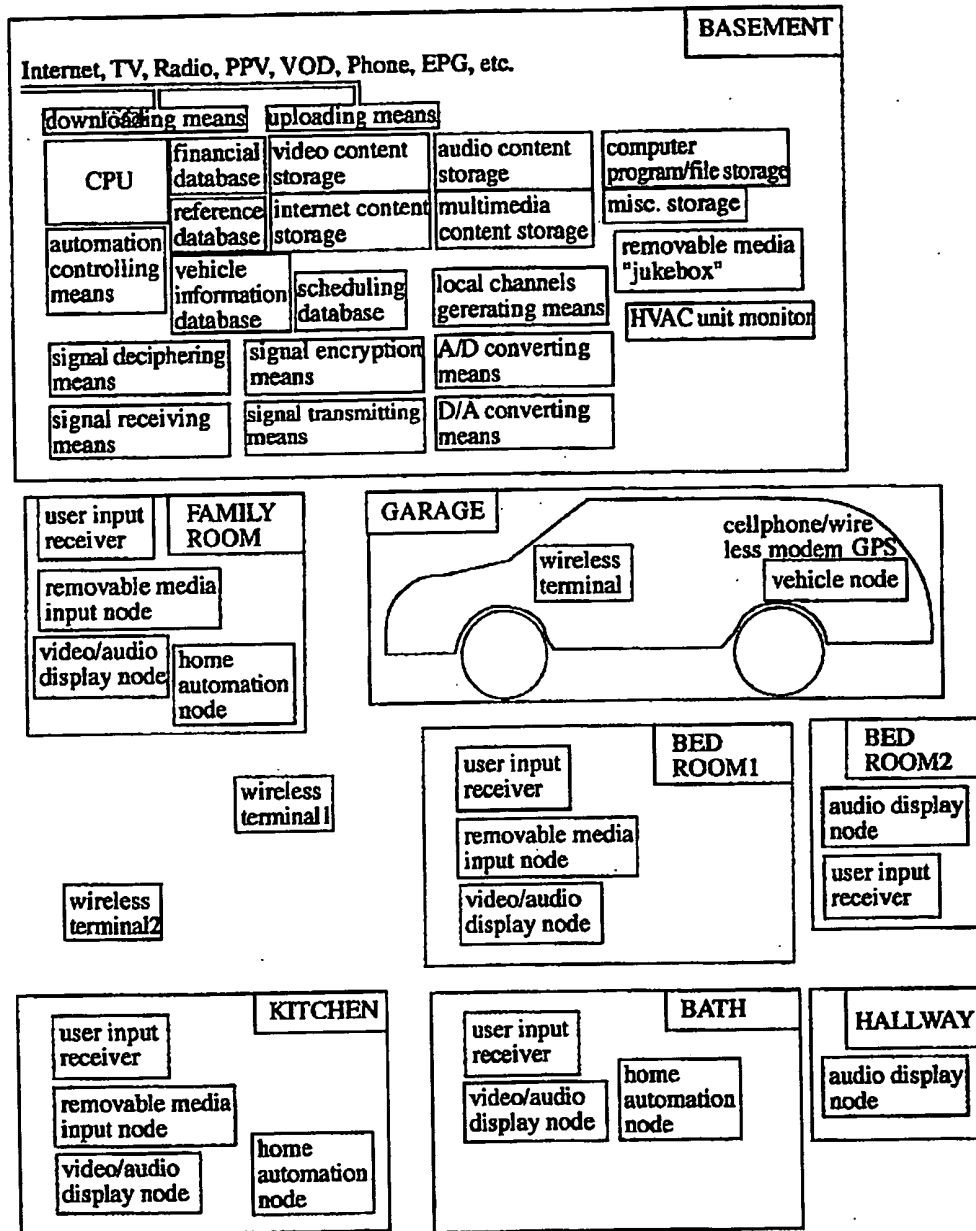 BASEMENT
Internet, TV, Radio, PPV, VOD, Phone, EPG, etc.
downloading means
uploading means
CPU
financial
database
video content
storage
audio content
storage
computer
program/file storage
reference
database
internet content
storage
multimedia
content storage
misc. storage
automation
controlling
means
vehicle
information
database
scheduling
database
local channels
gererating means
removable media
"jukebox"
HVAC unit monitor
signal deciphering
means
signal encryption
means
A/D converting
means
signal receiving
means
signal transmitting
means
D/A converting
means
FAMILY
ROOM
user input
receiver
removable media
input node
video/audio
display node
home
automation
node
GARAGE
wireless
terminal
cellphone/wire
less modem GPS
vehicle node
wireless
terminal1
wireless
terminal2
BED
ROOM1
user input
receiver
removable media
input node
video/audio
display node
BED
ROOM2
audio display
node
user input
receiver
KITCHEN
user input
receiver
removable media
input node
video/audio
display node
home
automation
node
BATH
user input
receiver
video/audio
display node
home
automation
node
HALLWAY
audio display
node